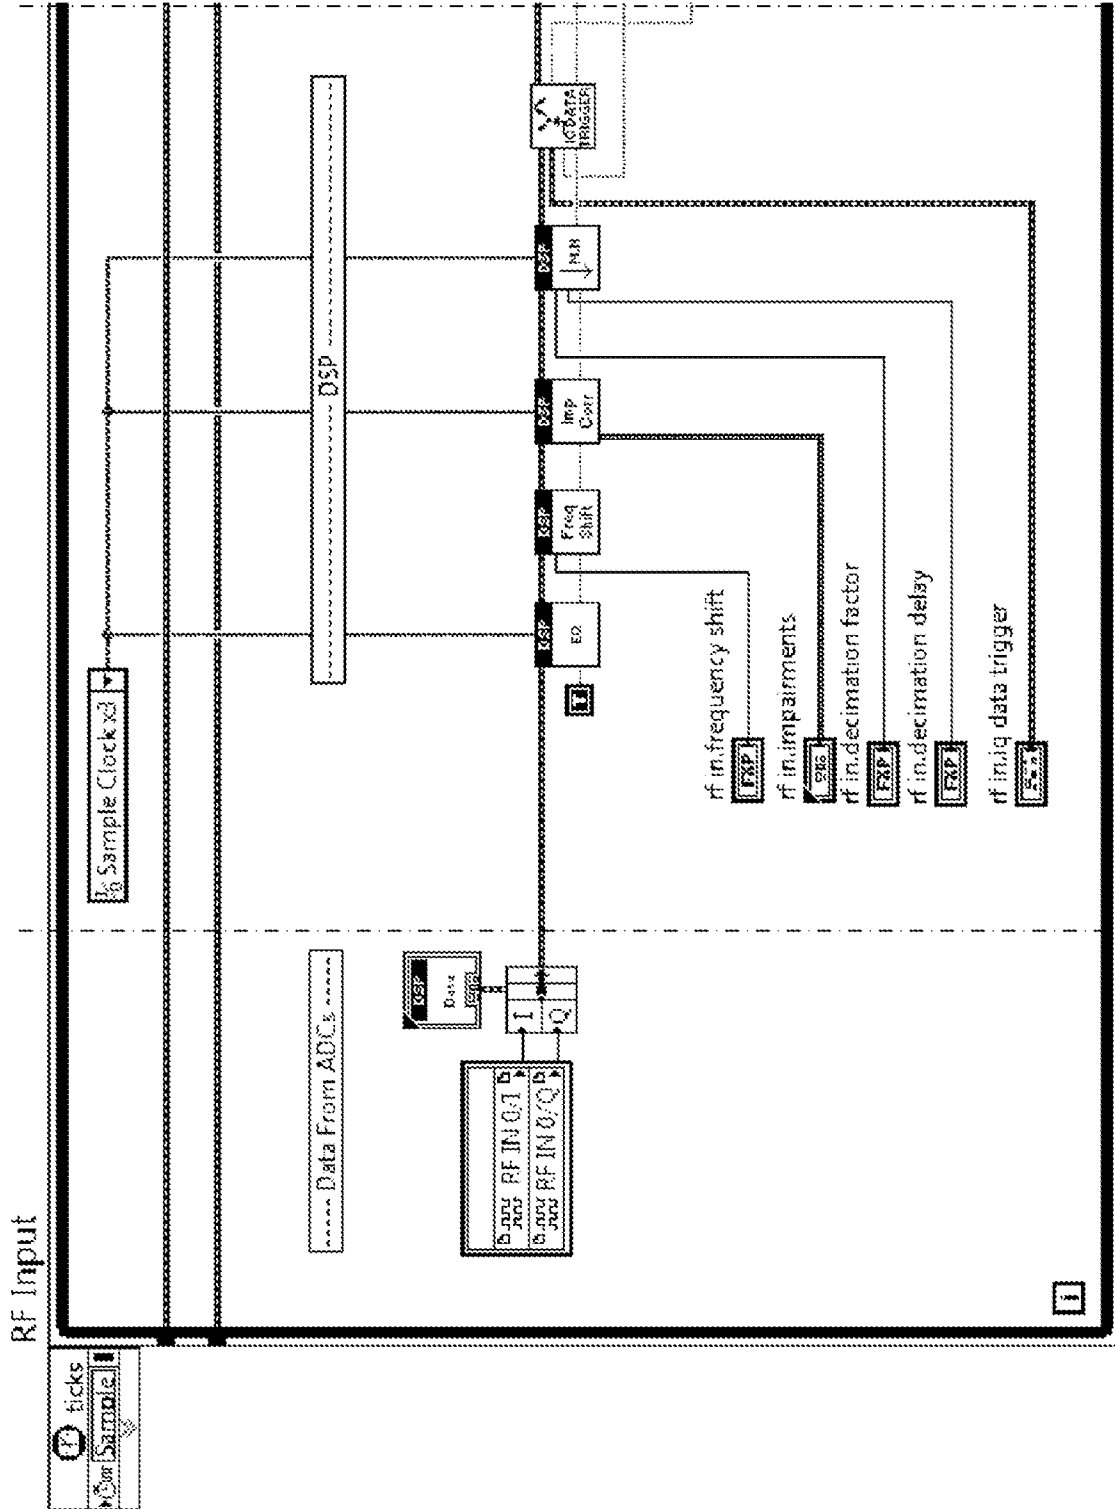 RF Input
ticks
Sample
Sample Clock x3
----- Data From ADCs -----
DSP
RF IN 0/I
RF IN 0/Q
I
Q
Data
EQ
Freq
Shift
DSP
Imp
Corr
DSP
M.N
IQ DATA
TRIGGER
rf in.frequency shift
FXP
rf in.impairments
rf in.decimation factor
FXP
rf in.decimation delay
FXP
rf in.iq data trigger
i